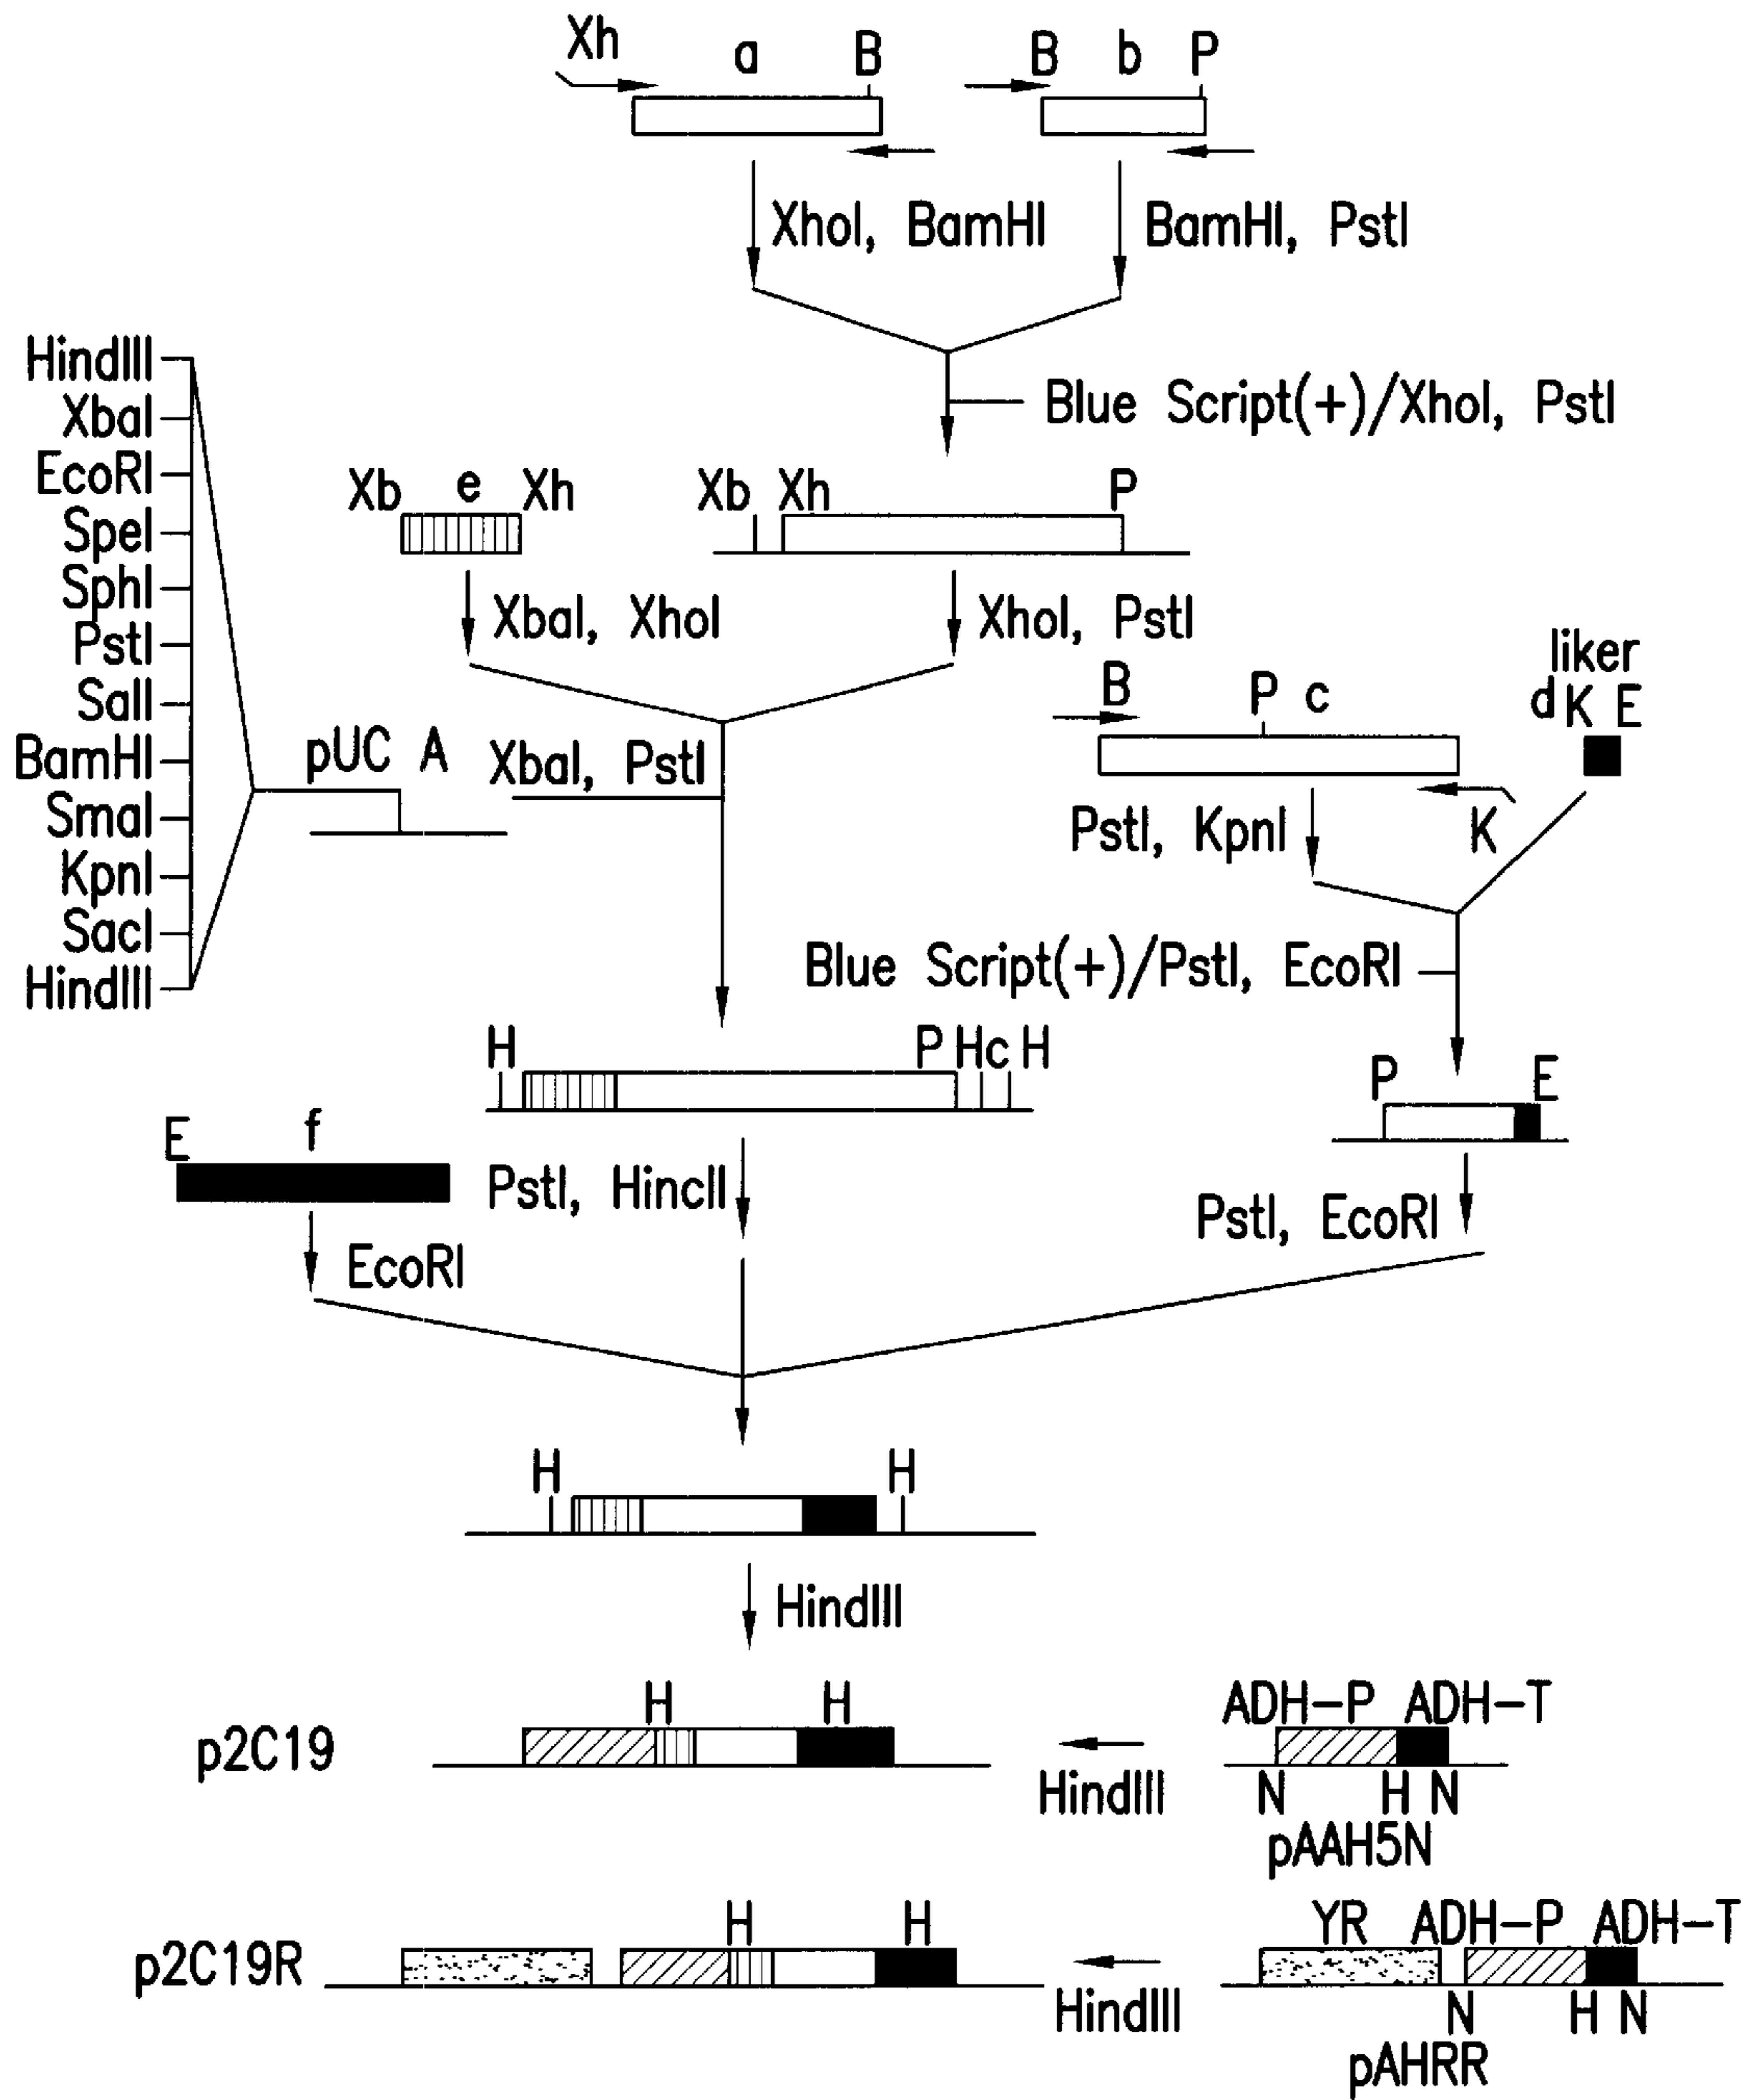 Xh a B B b P
XhoI, BamHI BamHI, PstI
HindIII
Blue Script(+)/XhoI, PstI
XbaI
EcoRI
Xb e Xh Xb Xh P
SpeI
SphI
XbaI, XhoI XhoI, PstI
PstI
liker
SalI
B P c d K E
BamHI
pUC A XbaI, PstI
SmaI
PstI, KpnI K
KpnI
SacI
Blue Script(+)/PstI, EcoRI
HindIII
H P Hc H
P E
E f
PstI, HincII
PstI, EcoRI
EcoRI
H H
HindIII
H H ADH-P ADH-T
p2C19
HindIII N H N
pAAH5N
H H YR ADH-P ADH-T
p2C19R
HindIII N H N
pAHRR